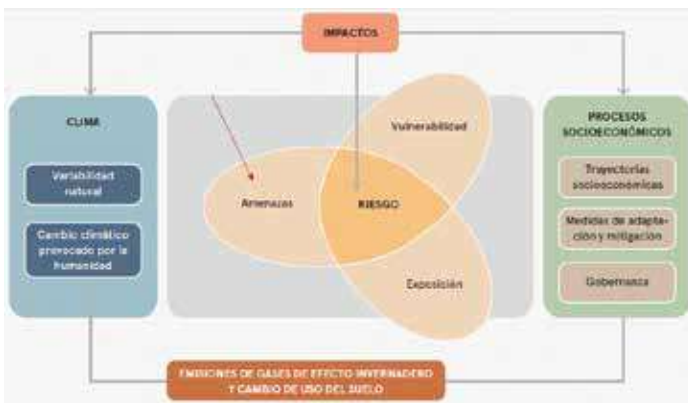 IMPACTOS
CLIMA
Variabilidad
natural
Cambio climático
provocado por la
humanidad
Vulnerabilidad
Amenazas
RIESGO
Exposición
PROCESOS
SOCIOECONÓMICOS
Trayectorias
socioeconómicas
Medidas de adapta-
ción y mitigación
Gobernanza
EMISIONES DE GASES DE EFECTO INVERNADERO
Y CAMBIO DE USO DEL SUELO